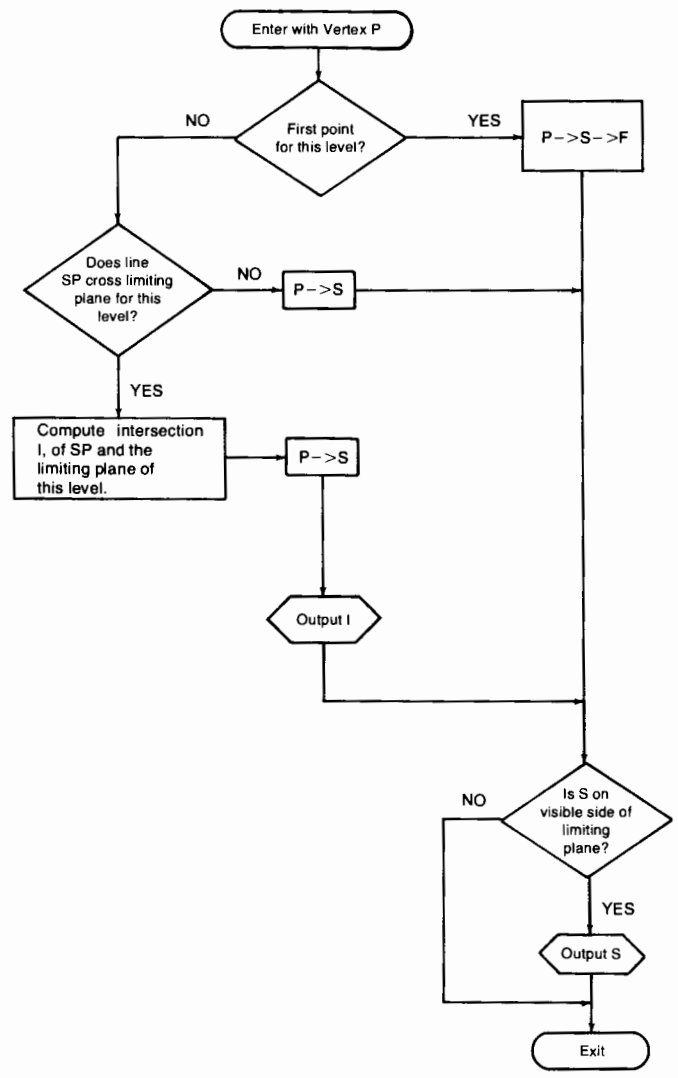 Enter with Vertex P
First point
for this level?
NO
YES
P->S->F
Does line
SP cross limiting
plane for this
level?
NO
P->S
YES
Compute intersection
I, of SP and the
limiting plane of
this level.
P->S
Output I
Is S on
visible side of
limiting
plane?
NO
YES
Output S
Exit